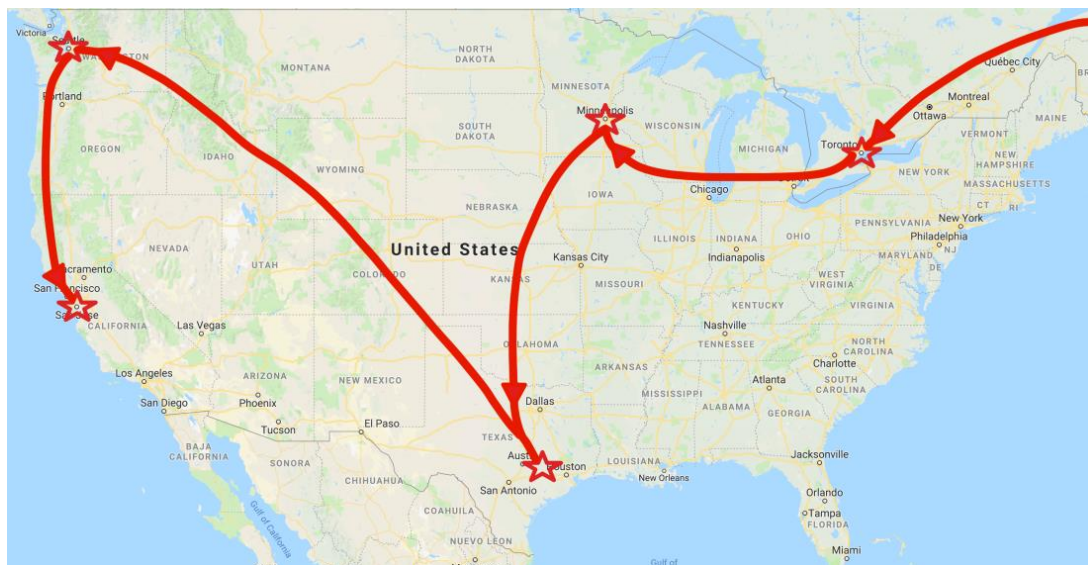 Victoria
Seattle
WASHINGTON
NORTH
DAKOTA
MONTANA
MINNESOTA
Québec City
Portland
Minneapolis
Montreal
Ottawa
MAINE
SOUTH
DAKOTA
WISCONSIN
OREGON
IDAHO
MICHIGAN
Toronto
VERMONT
NEW
HAMPSHIRE
WYOMING
NEW YORK
MASSACHUSETTS
IOWA
Chicago
CT
RI
NEBRASKA
PENNSYLVANIA
New York
NEVADA
United States
ILLINOIS
INDIANA
OHIO
Philadelphia
NJ
Sacramento
UTAH
COLORADO
KANSAS
Kansas City
Indianapolis
MARYLAND
DE
San Francisco
MISSOURI
WEST
VIRGINIA
San Jose
CALIFORNIA
KENTUCKY
VIRGINIA
Las Vegas
Nashville
OKLAHOMA
TENNESSEE
NORTH
CAROLINA
Charlotte
Los Angeles
ARIZONA
NEW MEXICO
ARKANSAS
Atlanta
SOUTH
CAROLINA
San Diego
Phoenix
Dallas
MISSISSIPPI
ALABAMA
GEORGIA
Tucson
El Paso
TEXAS
BAJA
CALIFORNIA
SONORA
Austin
Houston
LOUISIANA
Jacksonville
New Orleans
CHIHUAHUA
San Antonio
Orlando
COAHUILA
Tampa
FLORIDA
Gulf of California
NUEVO LEON
Miami
Gulf of